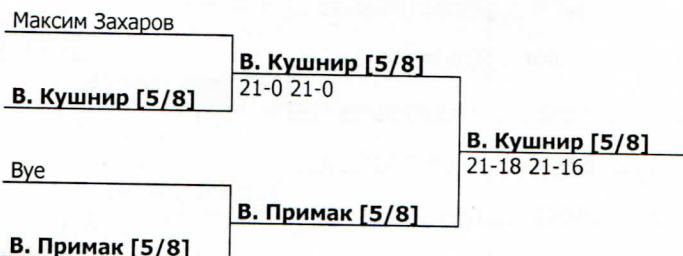 Максим Захаров
В. Кушнир [5/8]
21-0 21-0
В. Кушнир [5/8]
В. Кушнир [5/8]
21-18 21-16
Bye
В. Примак [5/8]
В. Примак [5/8]